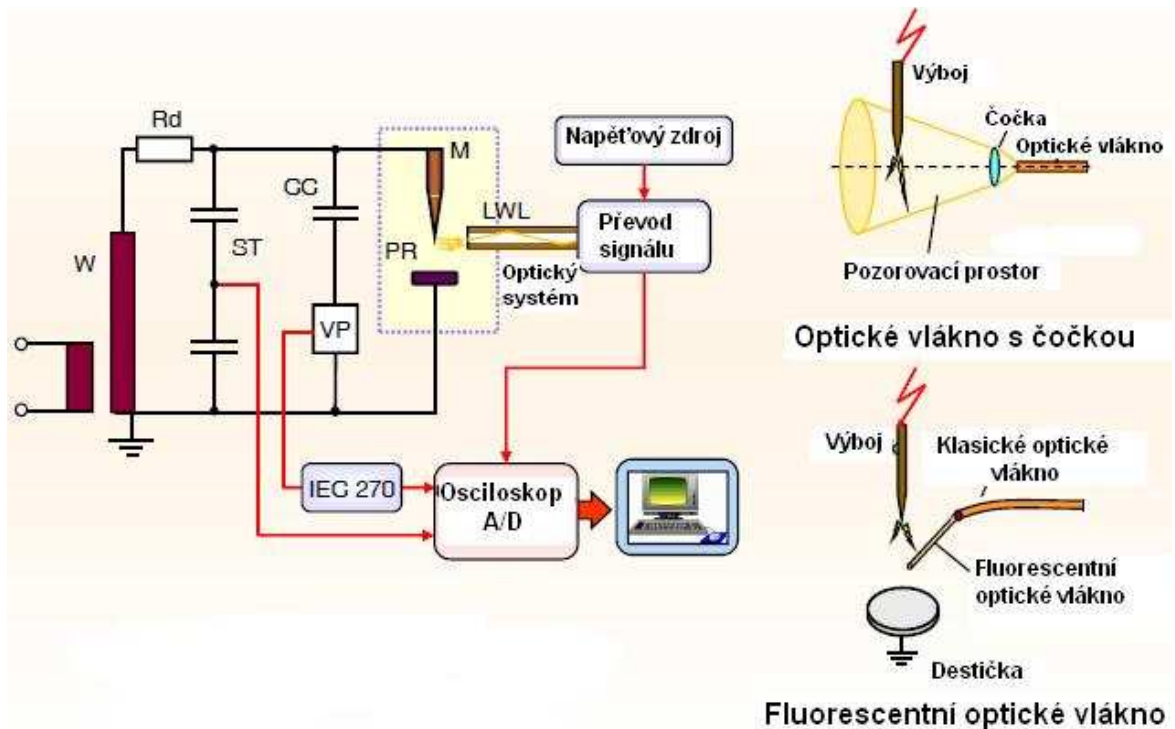 Rd
W
ST
CC
VP
M
PR
LWL
Optický
systém
Napěťový zdroj
Převod
signálu
IEC 270
Osciloskop
A/D
Výboj
Čočka
Optické vlákno
Pozorovací prostor
Optické vlákno s čočkou
Výboj
Klasické optické
vlákno
Fluorescentní
optické vlákno
Destička
Fluorescentní optické vlákno